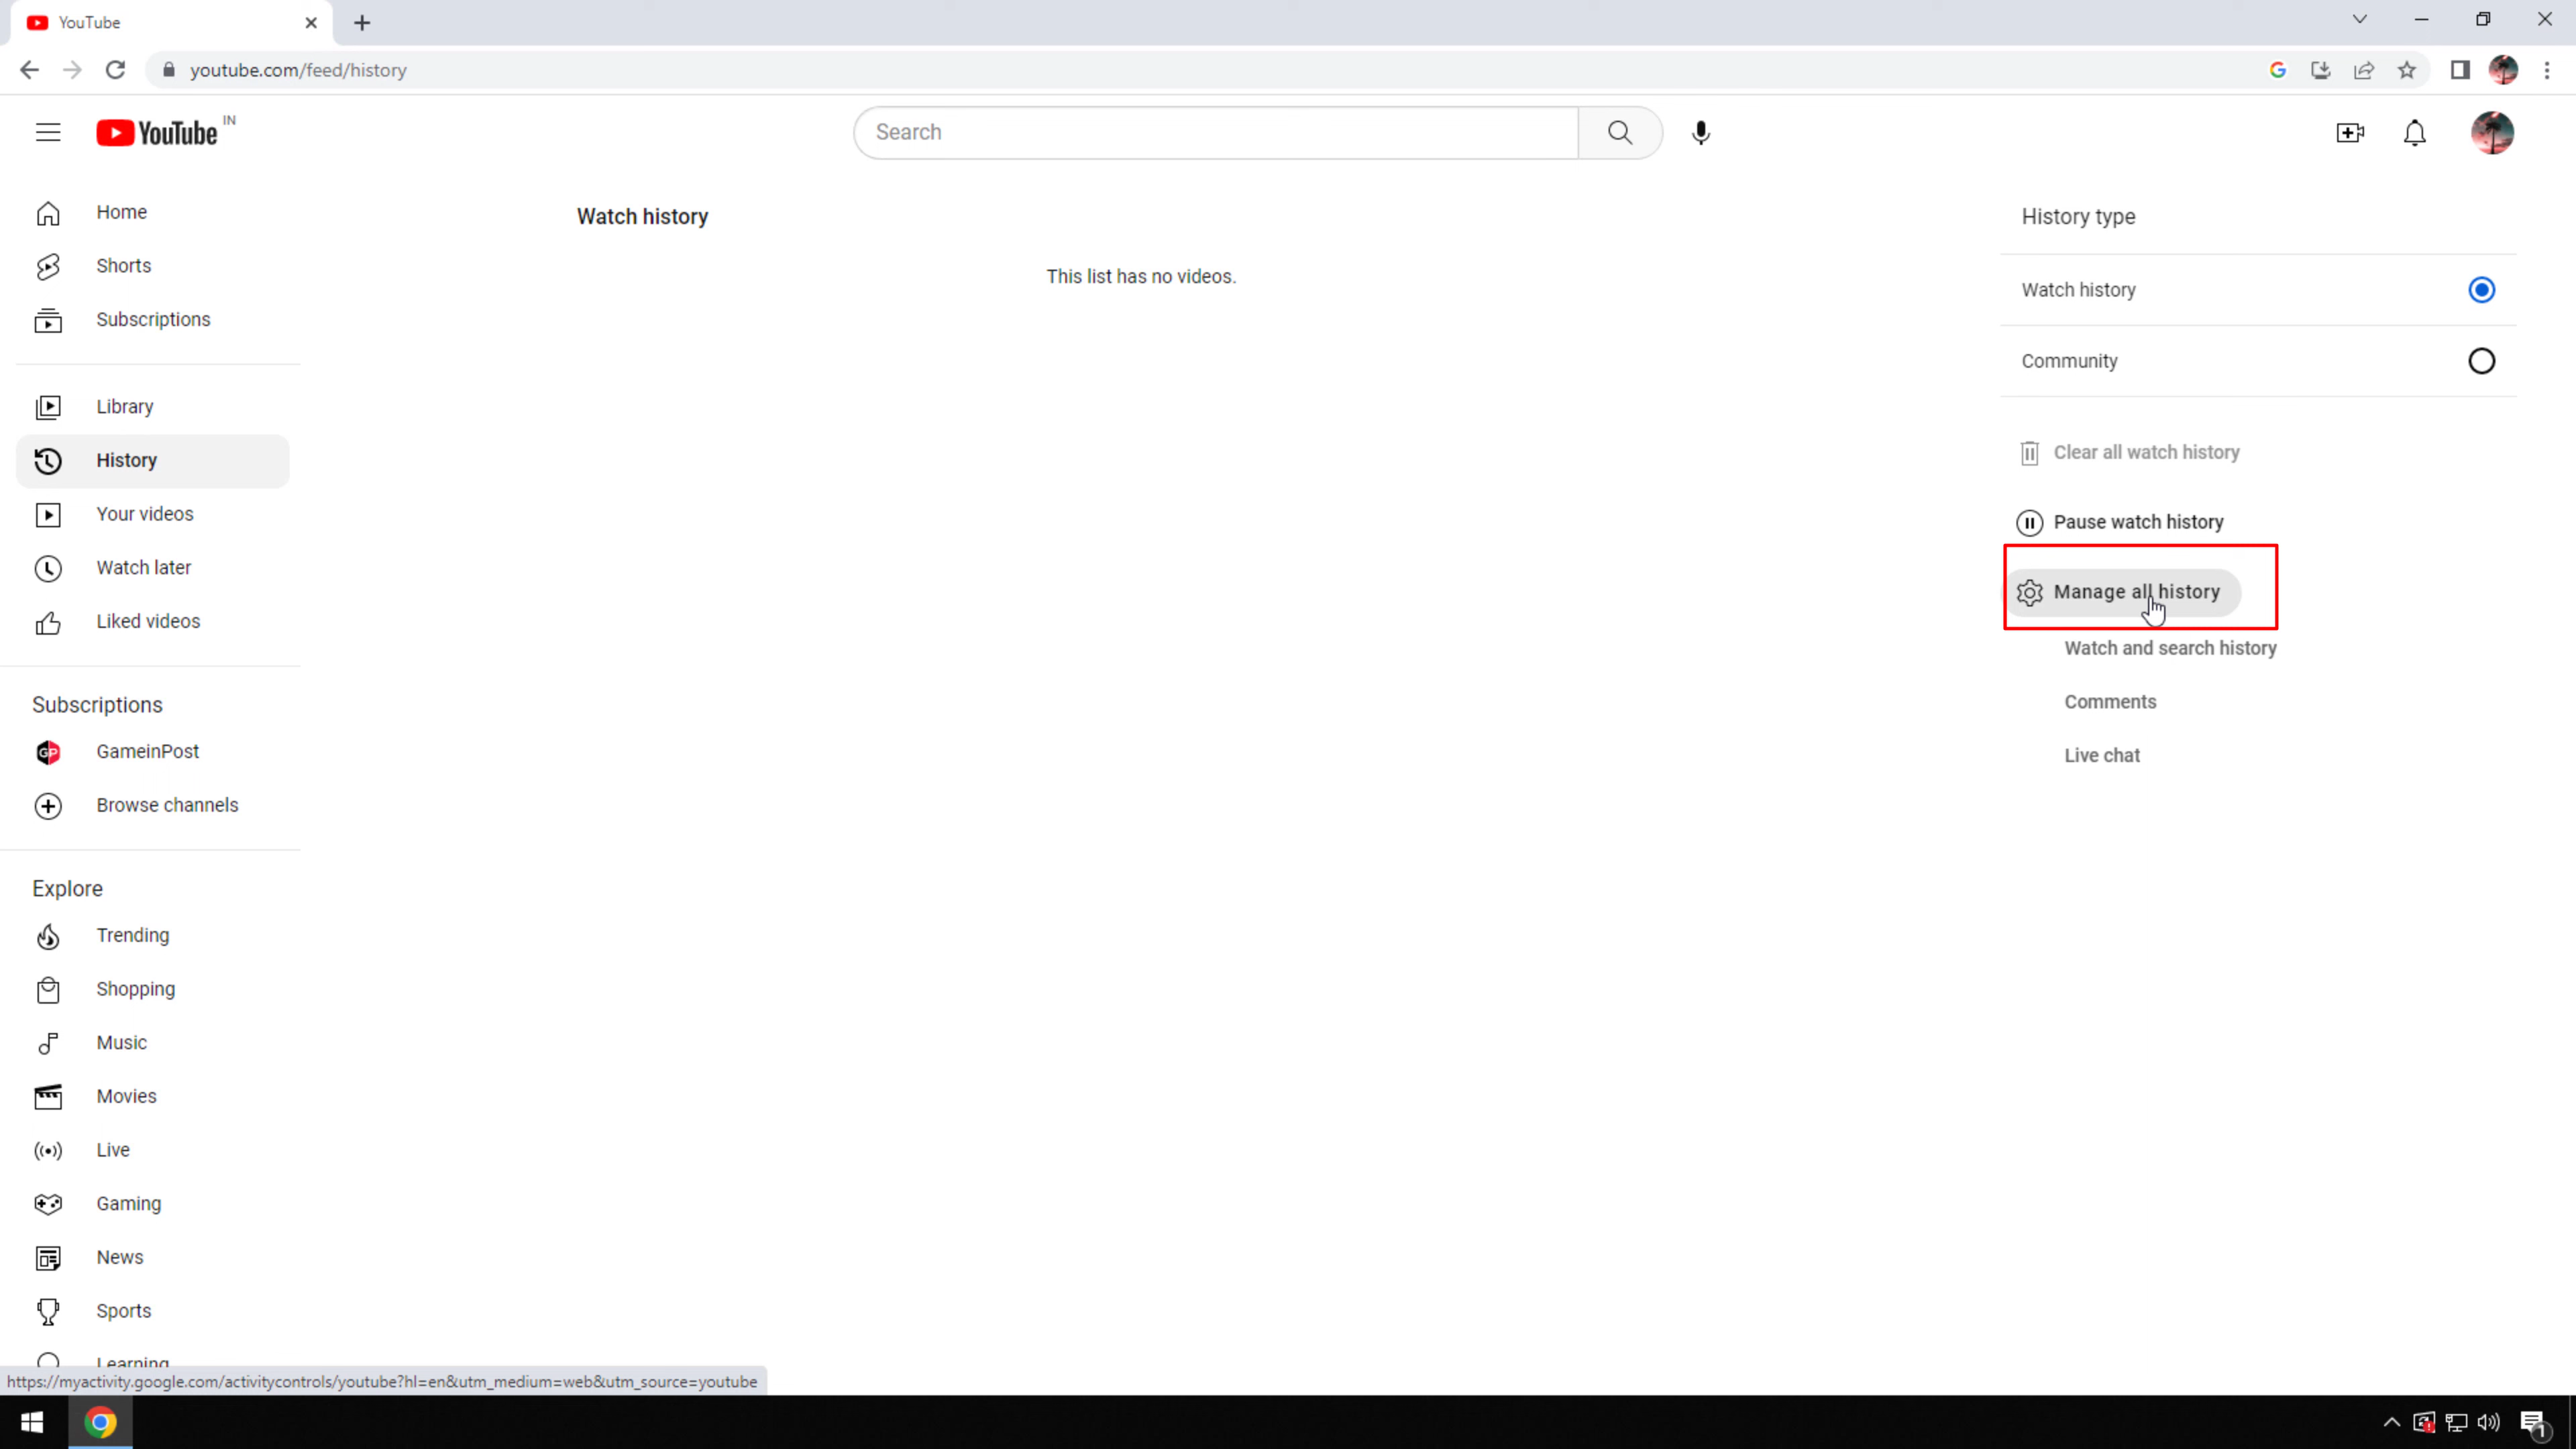 YouTube
youtube.com/feed/history
YouTube IN
Search
Home
Shorts
Subscriptions
Library
History
Your videos
Watch later
Liked videos
Subscriptions
GameinPost
Browse channels
Explore
Trending
Shopping
Music
Movies
Live
Gaming
News
Sports
Learning
Watch history
This list has no videos.
History type
Watch history
Community
Clear all watch history
Pause watch history
Manage all history
Watch and search history
Comments
Live chat
https://myactivity.google.com/activitycontrols/youtube?hl=en&utm_medium=web&utm_source=youtube
1